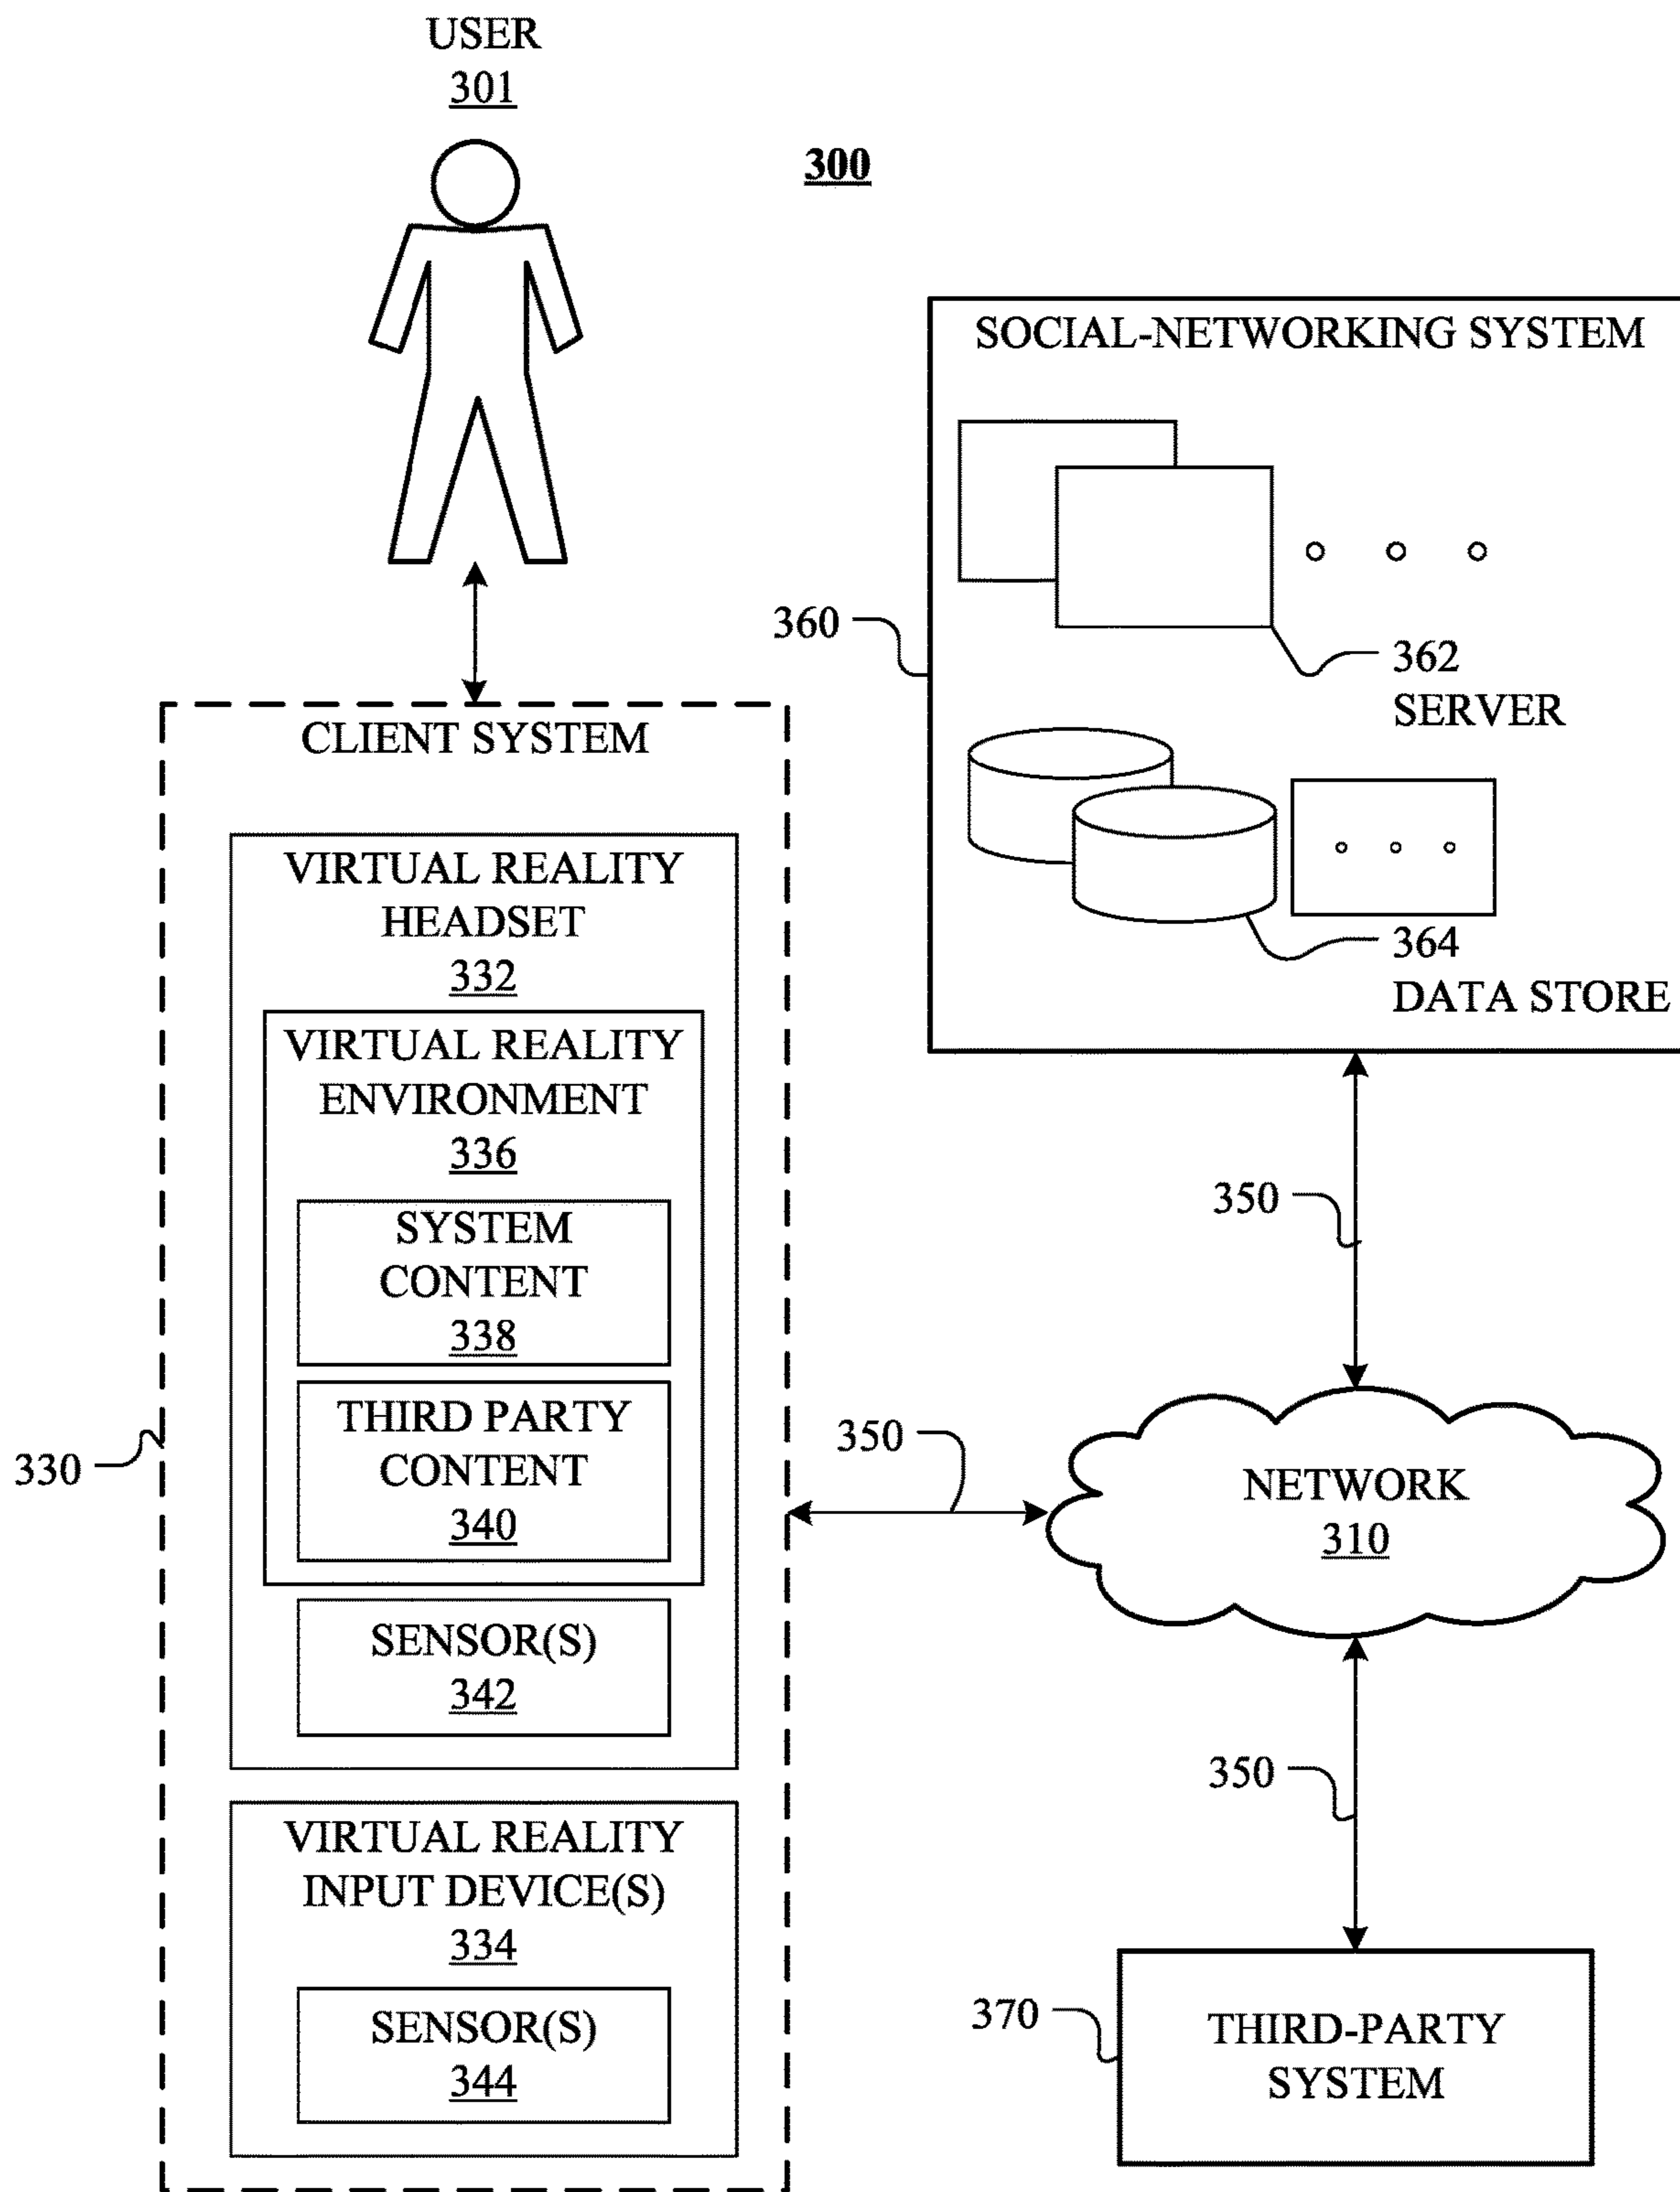 USER
301
300
SOCIAL-NETWORKING SYSTEM
360
362
SERVER
364
DATA STORE
CLIENT SYSTEM
VIRTUAL REALITY
HEADSET
332
VIRTUAL REALITY
ENVIRONMENT
336
SYSTEM
CONTENT
338
THIRD PARTY
CONTENT
340
SENSOR(S)
342
330
VIRTUAL REALITY
INPUT DEVICE(S)
334
SENSOR(S)
344
350
350
NETWORK
310
350
370
THIRD-PARTY
SYSTEM